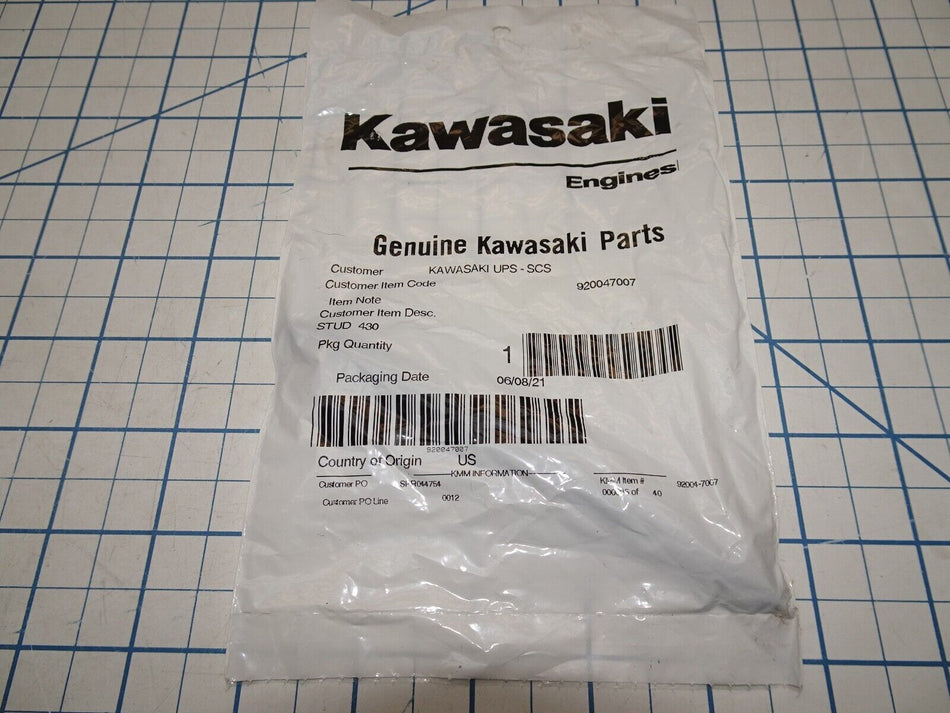 Kawasaki
Engines
Genuine Kawasaki Parts
Customer KAWASAKI UPS - SCS
Customer Item Code 920047007
Item Note
Customer Item Desc.
STUD 430
Pkg Quantity 1
Packaging Date 06/08/21
920047007
Country of Origin US
KMM INFORMATION
Customer PO KMM Item # 92004-7007
of 40
Customer PO Line 0012